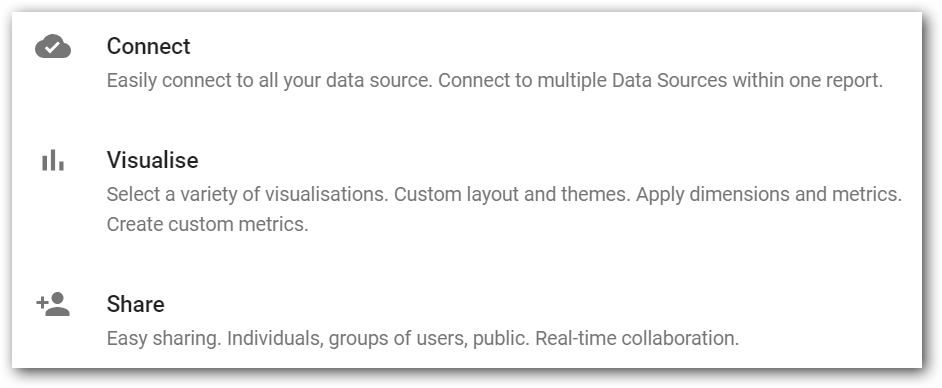 Connect
Easily connect to all your data source. Connect to multiple Data Sources within one report.
Visualise
Select a variety of visualisations. Custom layout and themes. Apply dimensions and metrics.
Create custom metrics.
Share
Easy sharing. Individuals, groups of users, public. Real-time collaboration.